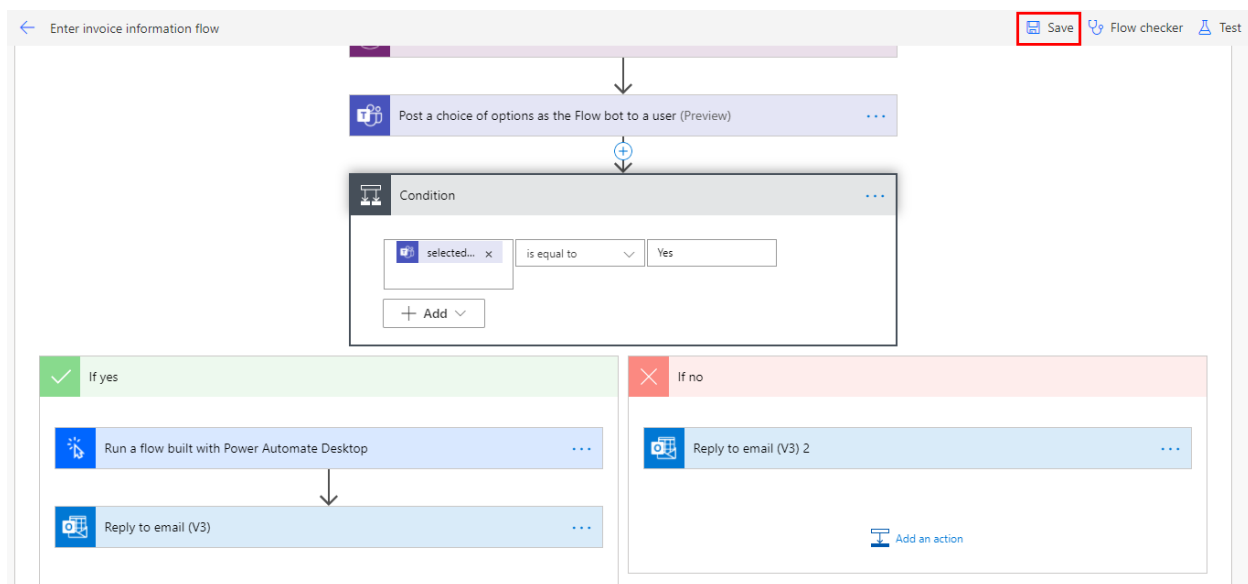 Enter invoice information flow
Save Flow checker Test
Post a choice of options as the Flow bot to a user (Preview)
Condition
selected... x is equal to Yes
+ Add
If yes
If no
Run a flow built with Power Automate Desktop
Reply to email (V3) 2
Reply to email (V3)
Add an action